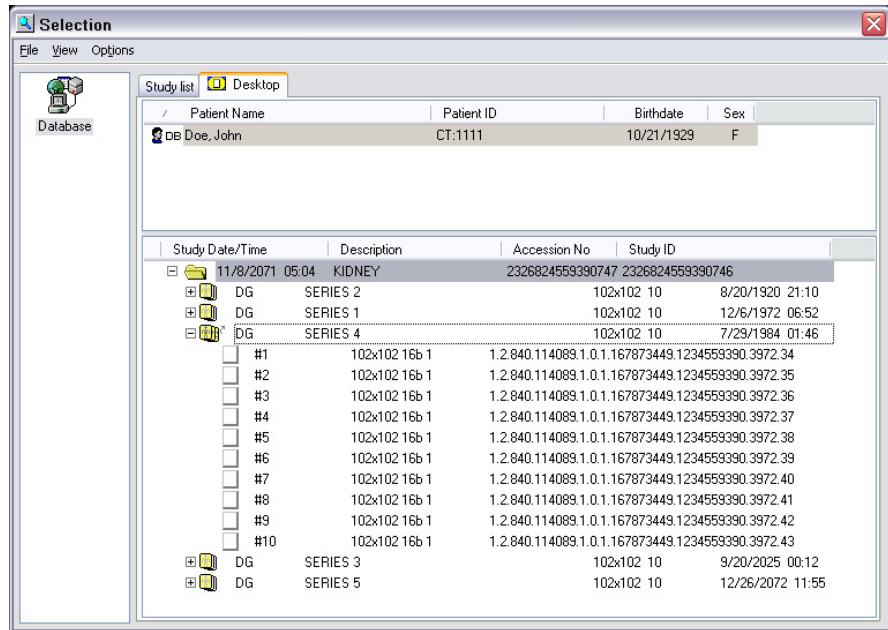 Selection
File View Options
Database
Study list Desktop
Patient Name Patient ID Birthdate Sex
DB Doe, John CT:1111 10/21/1929 F
Study Date/Time Description Accession No Study ID
11/8/2071 05:04 KIDNEY 2326824559390747 2326824559390746
DG SERIES 2 102x102 10 8/20/1920 21:10
DG SERIES 1 102x102 10 12/6/1972 06:52
DG SERIES 4 102x102 10 7/29/1984 01:46
#1 102x102 16b 1 1.2.840.114089.1.0.1.167873449.1234559390.3972.34
#2 102x102 16b 1 1.2.840.114089.1.0.1.167873449.1234559390.3972.35
#3 102x102 16b 1 1.2.840.114089.1.0.1.167873449.1234559390.3972.36
#4 102x102 16b 1 1.2.840.114089.1.0.1.167873449.1234559390.3972.37
#5 102x102 16b 1 1.2.840.114089.1.0.1.167873449.1234559390.3972.38
#6 102x102 16b 1 1.2.840.114089.1.0.1.167873449.1234559390.3972.39
#7 102x102 16b 1 1.2.840.114089.1.0.1.167873449.1234559390.3972.40
#8 102x102 16b 1 1.2.840.114089.1.0.1.167873449.1234559390.3972.41
#9 102x102 16b 1 1.2.840.114089.1.0.1.167873449.1234559390.3972.42
#10 102x102 16b 1 1.2.840.114089.1.0.1.167873449.1234559390.3972.43
DG SERIES 3 102x102 10 9/20/2025 00:12
DG SERIES 5 102x102 10 12/26/2072 11:55